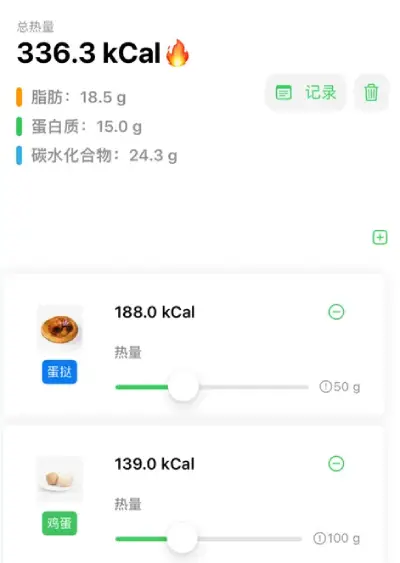 总热量
336.3 kCal🔥
脂肪：18.5 g
记录
蛋白质：15.0 g
碳水化合物：24.3 g
188.0 kCal
热量
蛋挞
50 g
139.0 kCal
热量
鸡蛋
100 g